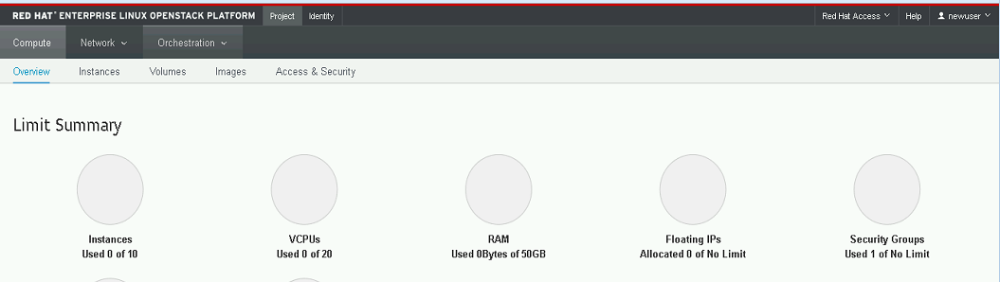 RED HAT® ENTERPRISE LINUX OPENSTACK PLATFORM Project Identity Red Hat Access Help newuser
Compute Network Orchestration
Overview Instances Volumes Images Access & Security
Limit Summary
Instances VCPUs RAM Floating IPs Security Groups
Used 0 of 10 Used 0 of 20 Used 0Bytes of 50GB Allocated 0 of No Limit Used 1 of No Limit